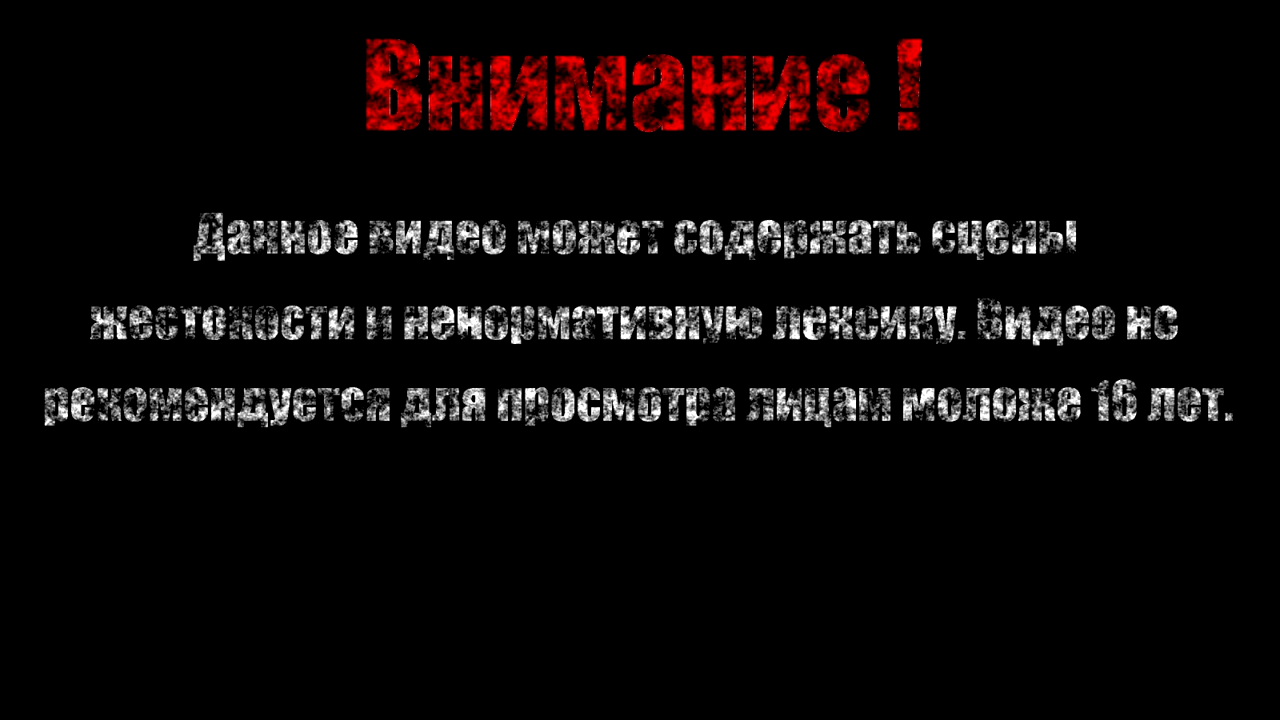 Внимание !
Данное видео может содержать сцены
жестокости и ненормативную лексику. Видео не
рекомендуется для просмотра лицам моложе 16 лет.